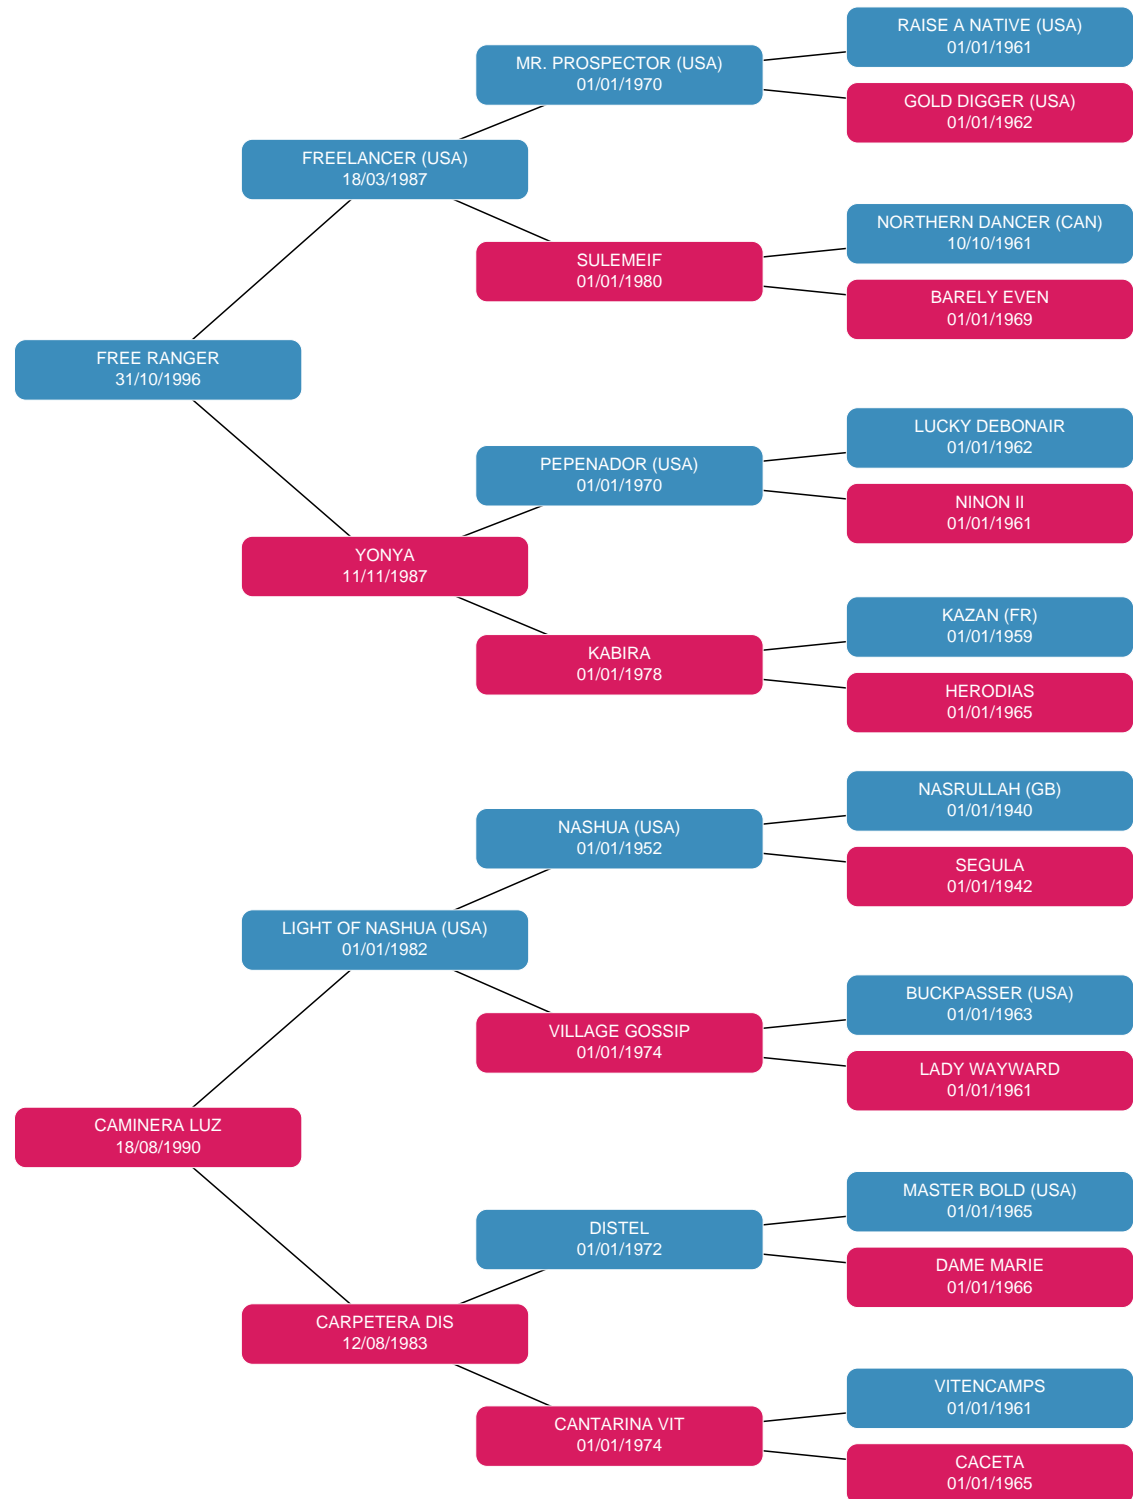 RAISE A NATIVE (USA)
01/01/1961
MR. PROSPECTOR (USA)
01/01/1970
GOLD DIGGER (USA)
01/01/1962
FREELANCER (USA)
18/03/1987
NORTHERN DANCER (CAN)
10/10/1961
SULEMEIF
01/01/1980
BARELY EVEN
01/01/1969
FREE RANGER
31/10/1996
LUCKY DEBONAIR
01/01/1962
PEPENADOR (USA)
01/01/1970
NINON II
01/01/1961
YONYA
11/11/1987
KAZAN (FR)
01/01/1959
KABIRA
01/01/1978
HERODIAS
01/01/1965
NASRULLAH (GB)
01/01/1940
NASHUA (USA)
01/01/1952
SEGULA
01/01/1942
LIGHT OF NASHUA (USA)
01/01/1982
BUCKPASSER (USA)
01/01/1963
VILLAGE GOSSIP
01/01/1974
LADY WAYWARD
01/01/1961
CAMINERA LUZ
18/08/1990
MASTER BOLD (USA)
01/01/1965
DISTEL
01/01/1972
DAME MARIE
01/01/1966
CARPETERA DIS
12/08/1983
VITENCAMPS
01/01/1961
CANTARINA VIT
01/01/1974
CACETA
01/01/1965